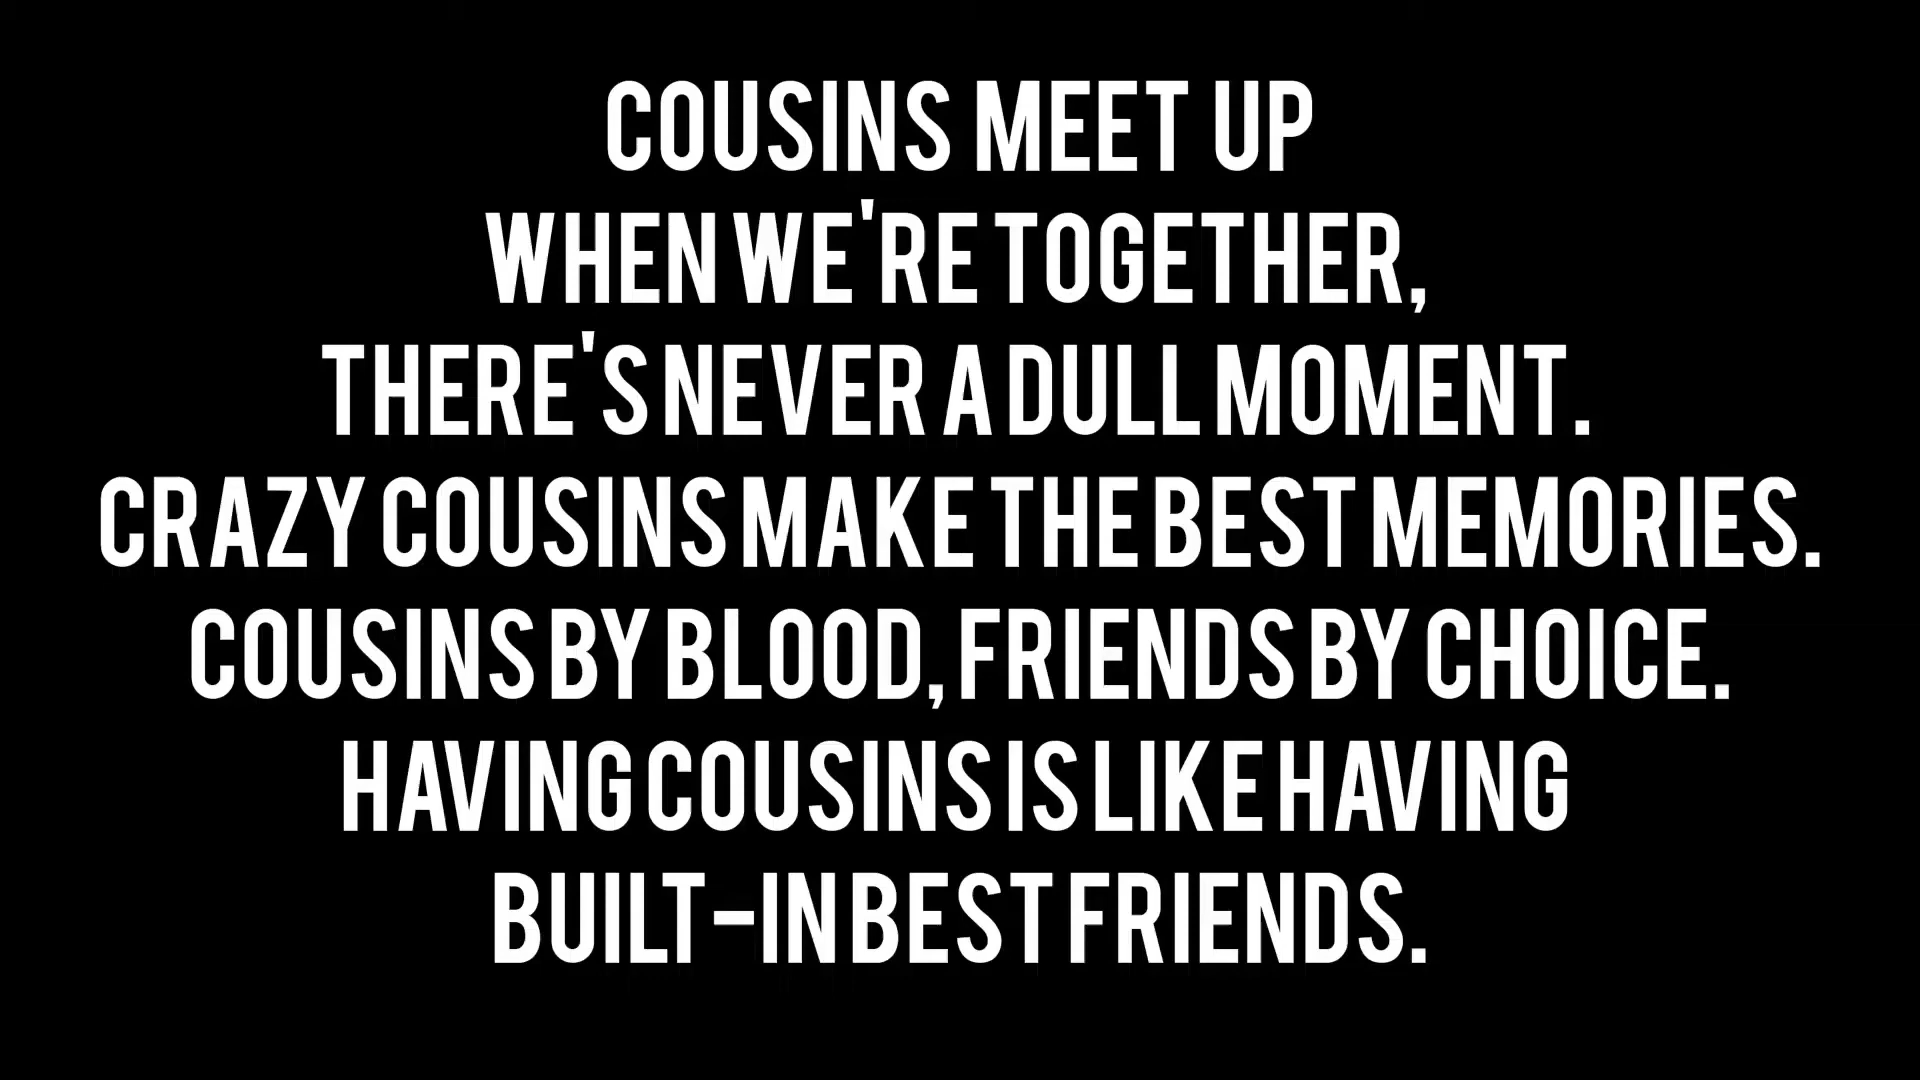 COUSINS MEET UP
WHEN WE'RE TOGETHER,
THERE'S NEVER A DULL MOMENT.
CRAZY COUSINS MAKE THE BEST MEMORIES.
COUSINS BY BLOOD, FRIENDS BY CHOICE.
HAVING COUSINS IS LIKE HAVING
BUILT-IN BEST FRIENDS.